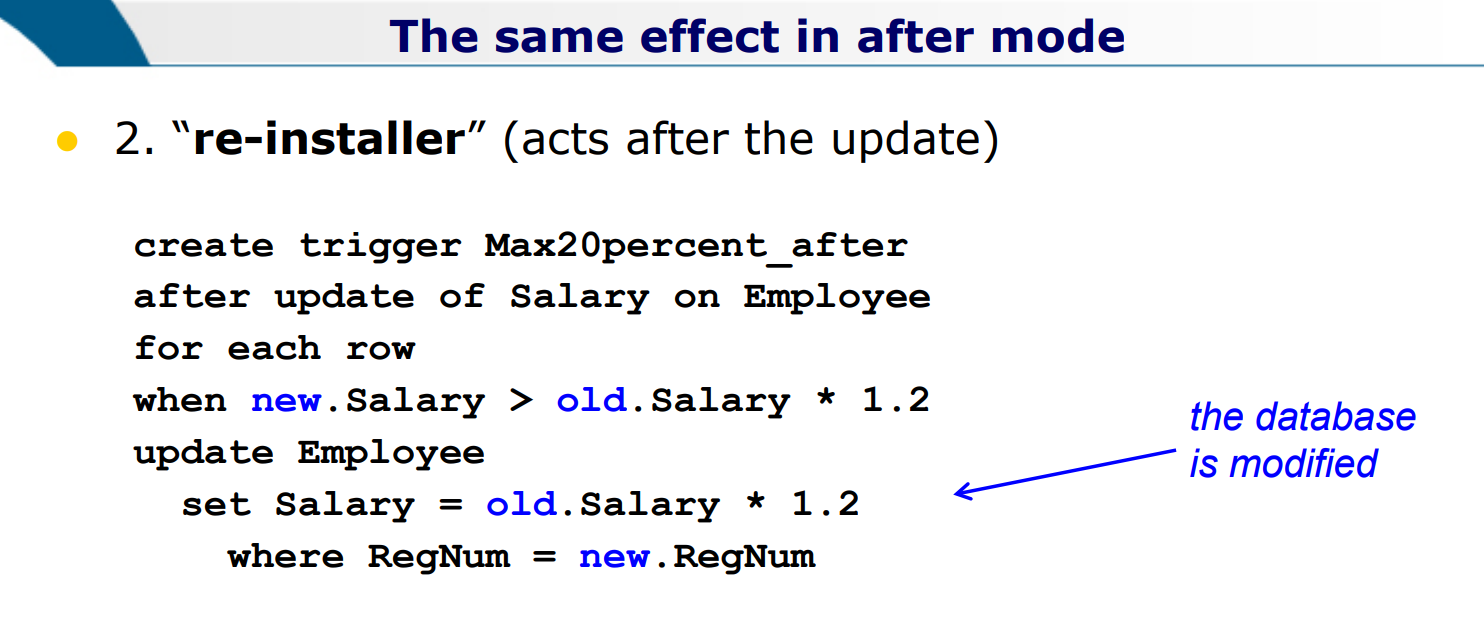 The same effect in after mode
2. “re-installer” (acts after the update)
create trigger Max20percent_after
after update of Salary on Employee
for each row
when new.Salary > old.Salary * 1.2
update Employee
set Salary = old.Salary * 1.2
where RegNum = new.RegNum
the database
is modified